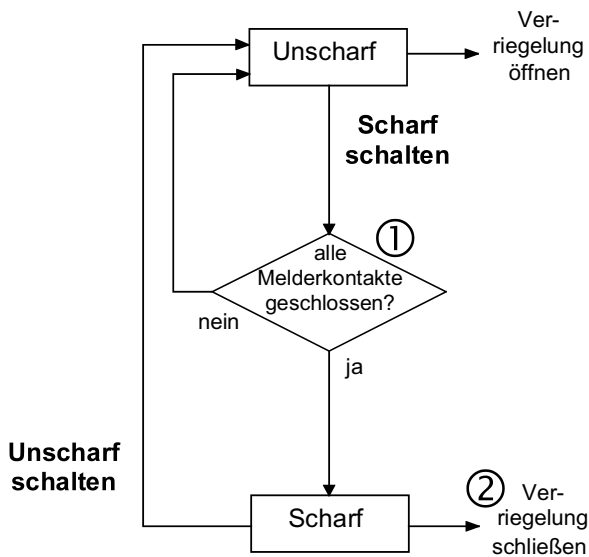 Unscharf
Ver-
riegelung
öffnen
Scharf
schalten
①
alle
Melderkontakte
geschlossen?
nein
ja
Unscharf
schalten
Scharf
②
Ver-
riegelung
schließen